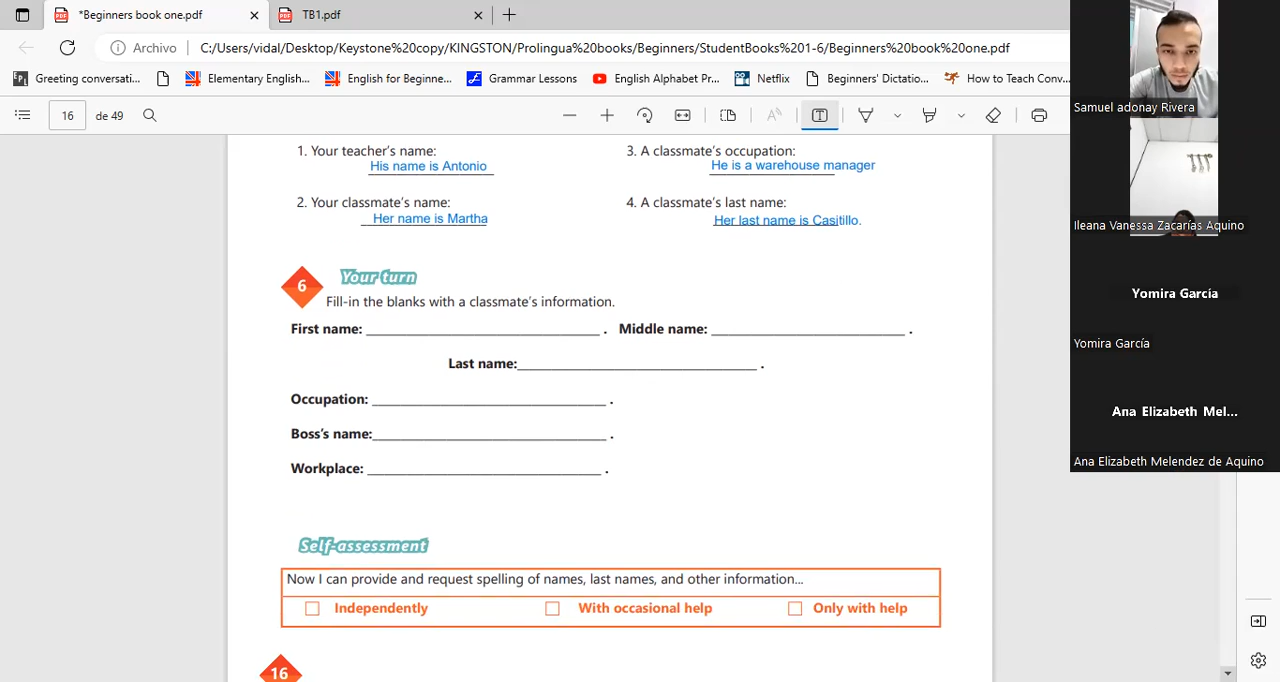 *Beginners book one.pdf
TB1.pdf
Archivo
C:/Users/vidal/Desktop/Keystone%20copy/KINGSTON/Prolingua%20books/Beginners/StudentBooks%201-6/Beginners%20book%20one.pdf
Greeting conversati...
Elementary English...
English for Beginne...
Grammar Lessons
English Alphabet Pr...
Netflix
Beginners' Dictatio...
How to Teach Conv...
16 de 49
1. Your teacher's name:
His name is Antonio
3. A classmate's occupation:
He is a warehouse manager
2. Your classmate's name:
Her name is Martha
4. A classmate's last name:
Her last name is Casitillo.
6 Your turn
Fill-in the blanks with a classmate's information.
First name: ______. Middle name: ______.
Last name: ______.
Occupation: ______.
Boss's name: ______.
Workplace: ______.
Self-assessment
Now I can provide and request spelling of names, last names, and other information...
Independently With occasional help Only with help
16
Samuel adonay Rivera
Ileana Vanessa Zacarías Aquino
Yomira García
Yomira García
Ana Elizabeth Mel...
Ana Elizabeth Melendez de Aquino